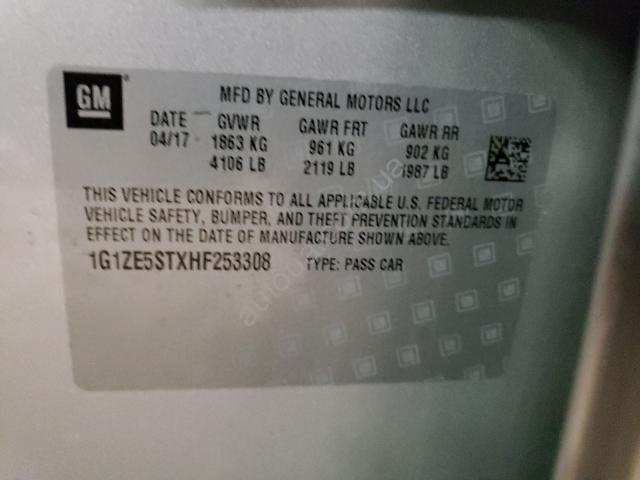 GM
MFD BY GENERAL MOTORS LLC
DATE GVWR GAWR FRT GAWR RR
04/17 1863 KG 961 KG 902 KG
4106 LB 2119 LB 1987 LB
THIS VEHICLE CONFORMS TO ALL APPLICABLE U.S. FEDERAL MOTOR
VEHICLE SAFETY, BUMPER, AND THEFT PREVENTION STANDARDS IN
EFFECT ON THE DATE OF MANUFACTURE SHOWN ABOVE.
1G1ZE5STXHF253308 TYPE: PASS CAR